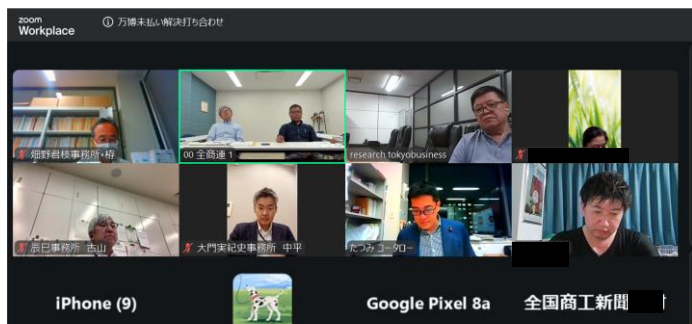 zoom
Workplace
万博未払い解決打ち合わせ
畑野君枝事務所・栫
00 全商連 1
research tokyobusiness
辰巳事務所 古山
大門実紀史事務所 中平
たつみ コータロー
iPhone (9)
Google Pixel 8a
全国商工新聞